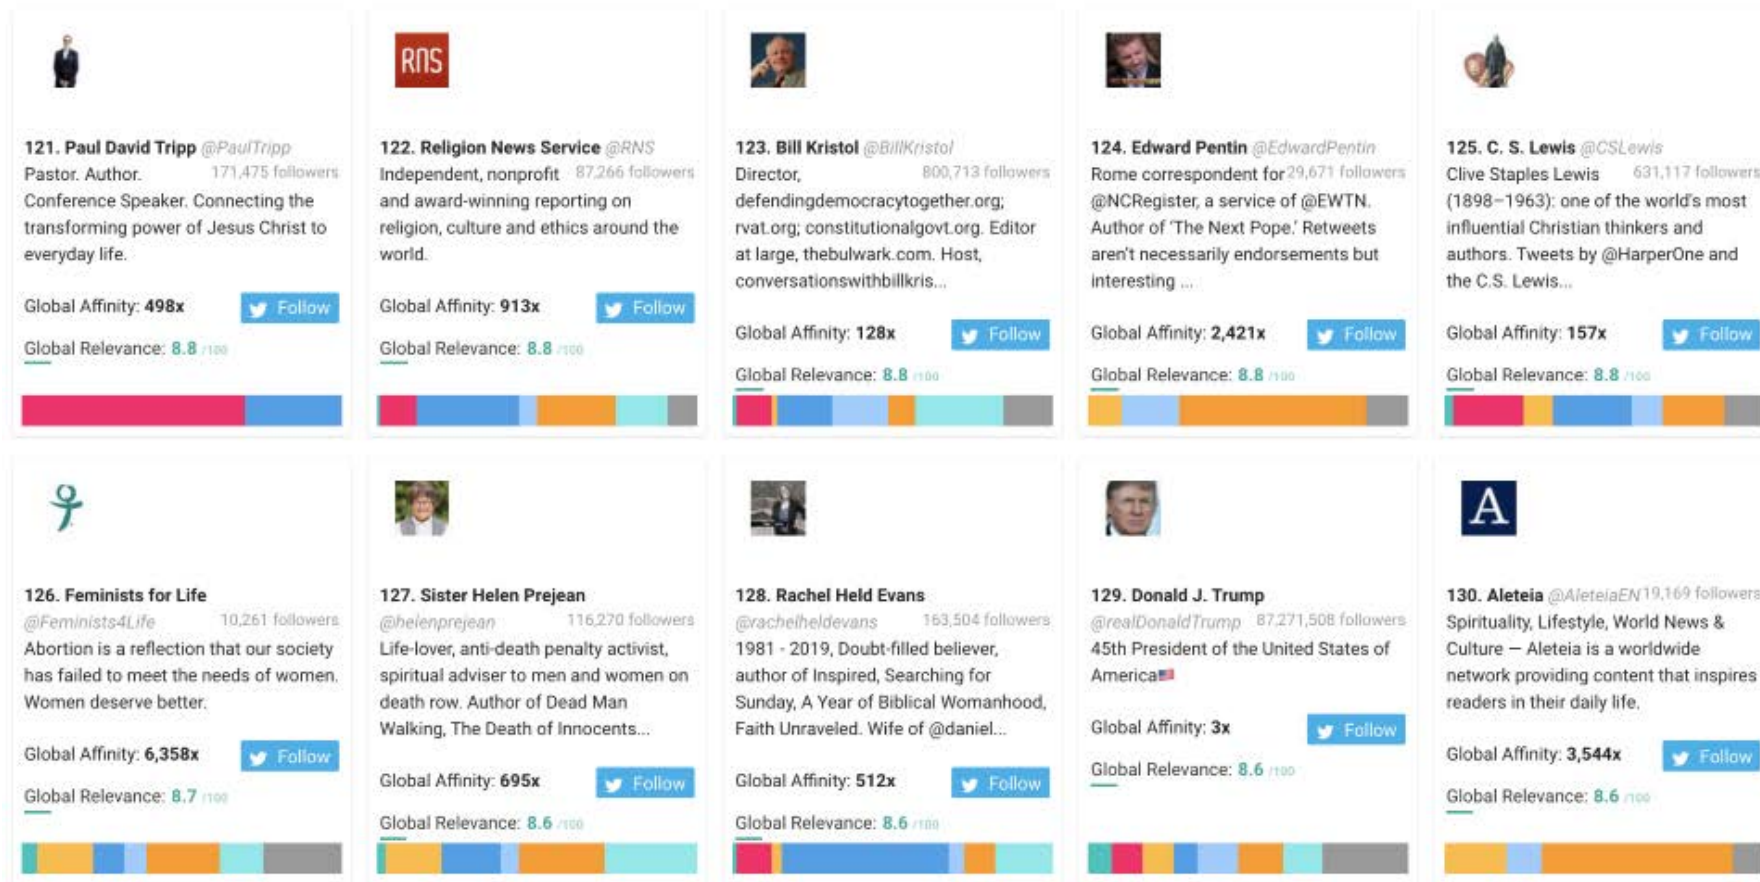 RNS
121. Paul David Tripp @PaulTripp
Pastor. Author. 171,475 followers
Conference Speaker. Connecting the
transforming power of Jesus Christ to
everyday life.
Global Affinity: 498x Follow
Global Relevance: 8.8 /100
122. Religion News Service @RNS
Independent, nonprofit 87,266 followers
and award-winning reporting on
religion, culture and ethics around the
world.
Global Affinity: 913x Follow
Global Relevance: 8.8 /100
123. Bill Kristol @BillKristol
Director, 800,713 followers
defendingdemocracytogether.org;
rvat.org; constitutionalgovt.org. Editor
at large, thebulwark.com. Host,
conversationswithbillkris...
Global Affinity: 128x Follow
Global Relevance: 8.8 /100
124. Edward Pentin @EdwardPentin
Rome correspondent for 29,671 followers
@NCRegister, a service of @EWTN.
Author of 'The Next Pope.' Retweets
aren't necessarily endorsements but
interesting ...
Global Affinity: 2,421x Follow
Global Relevance: 8.8 /100
125. C. S. Lewis @CSLewis
Clive Staples Lewis 631,117 followers
(1898–1963): one of the world's most
influential Christian thinkers and
authors. Tweets by @HarperOne and
the C.S. Lewis...
Global Affinity: 157x Follow
Global Relevance: 8.8 /100
126. Feminists for Life
@Feminists4Life 10,261 followers
Abortion is a reflection that our society
has failed to meet the needs of women.
Women deserve better.
Global Affinity: 6,358x Follow
Global Relevance: 8.7 /100
127. Sister Helen Prejean
@helenprejean 116,270 followers
Life-lover, anti-death penalty activist,
spiritual adviser to men and women on
death row. Author of Dead Man
Walking, The Death of Innocents...
Global Affinity: 695x Follow
Global Relevance: 8.6 /100
128. Rachel Held Evans
@rachelheldevans 163,504 followers
1981 - 2019, Doubt-filled believer,
author of Inspired, Searching for
Sunday, A Year of Biblical Womanhood,
Faith Unraveled. Wife of @daniel...
Global Affinity: 512x Follow
Global Relevance: 8.6 /100
129. Donald J. Trump
@realDonaldTrump 87,271,508 followers
45th President of the United States of
America🇺🇸
Global Affinity: 3x Follow
Global Relevance: 8.6 /100
A
130. Aleteia @AleteiaEN 19,169 followers
Spirituality, Lifestyle, World News &
Culture — Aleteia is a worldwide
network providing content that inspires
readers in their daily life.
Global Affinity: 3,544x Follow
Global Relevance: 8.6 /100